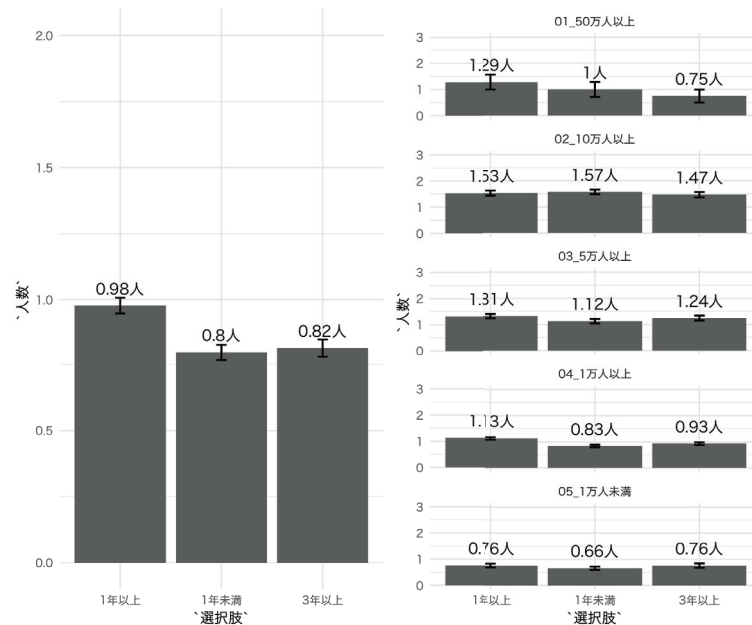 2.0
1.5
1.0
0.5
0.0
`人数`
0.98人
0.8人
0.82人
1年以上
1年未満
3年以上
`選択肢`
01_50万人以上
3
2
1
0
1.29人
1人
0.75人
02_10万人以上
3
2
1
0
1.53人
1.57人
1.47人
03_5万人以上
3
2
1
0
1.31人
1.12人
1.24人
`人数`
04_1万人以上
3
2
1
0
1.13人
0.83人
0.93人
05_1万人未満
3
2
1
0
0.76人
0.66人
0.76人
1年以上
1年未満
3年以上
`選択肢`